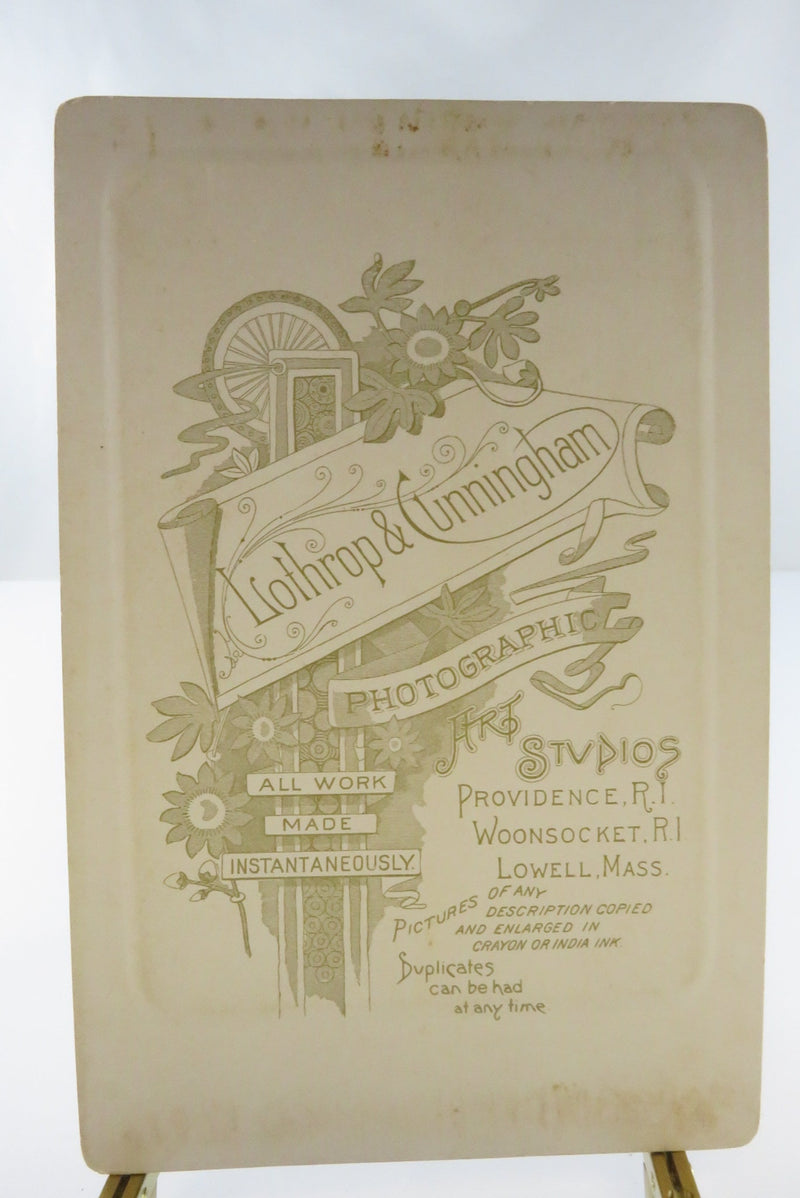 Lothrop & Cunningham
PHOTOGRAPHIC
ART
STUDIOS
PROVIDENCE, R.I.
WOONSOCKET, R.I
LOWELL, MASS.
ALL WORK
MADE
INSTANTANEOUSLY.
PICTURES OF ANY
DESCRIPTION COPIED
AND ENLARGED IN
CRAYON OR INDIA INK
Duplicates
can be had
at any time